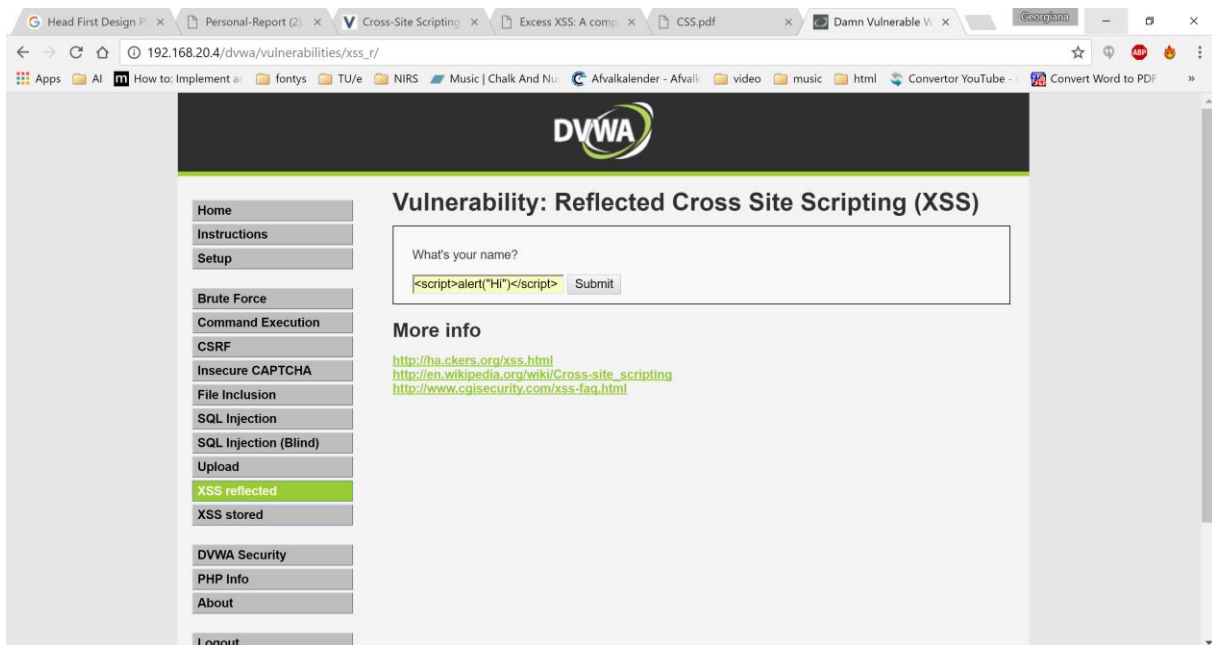 Head First Design P
Personal-Report (2)
Cross-Site Scripting
Excess XSS: A comp
CSS.pdf
Damn Vulnerable W
Georgiana
192.168.20.4/dvwa/vulnerabilities/xss_r/
ABP
Apps
AI
How to: Implement an
fontys
TU/e
NIRS
Music | Chalk And Nu
Afvalkalender - Afvalk
video
music
html
Convertor YouTube -
Convert Word to PDF
»
DVWA
Home
Instructions
Setup
Brute Force
Command Execution
CSRF
Insecure CAPTCHA
File Inclusion
SQL Injection
SQL Injection (Blind)
Upload
XSS reflected
XSS stored
DVWA Security
PHP Info
About
Logout
Vulnerability: Reflected Cross Site Scripting (XSS)
What's your name?
<script>alert("Hi")</script>
Submit
More info
http://ha.ckers.org/xss.html
http://en.wikipedia.org/wiki/Cross-site_scripting
http://www.cgisecurity.com/xss-faq.html